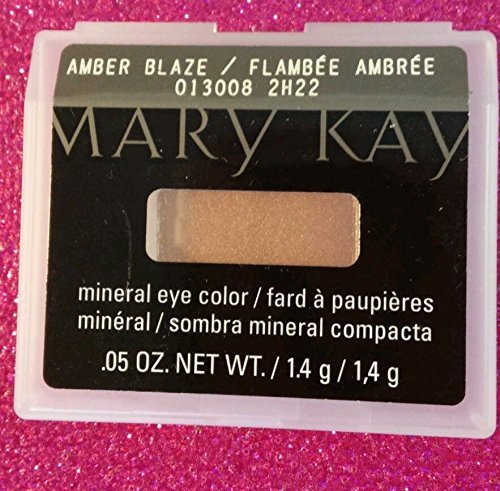 AMBER BLAZE / FLAMBÉE AMBRÉE
013008 2H22
MARY KAY
mineral eye color / fard à paupières
minéral / sombra mineral compacta
.05 OZ. NET WT. / 1.4 g / 1,4 g